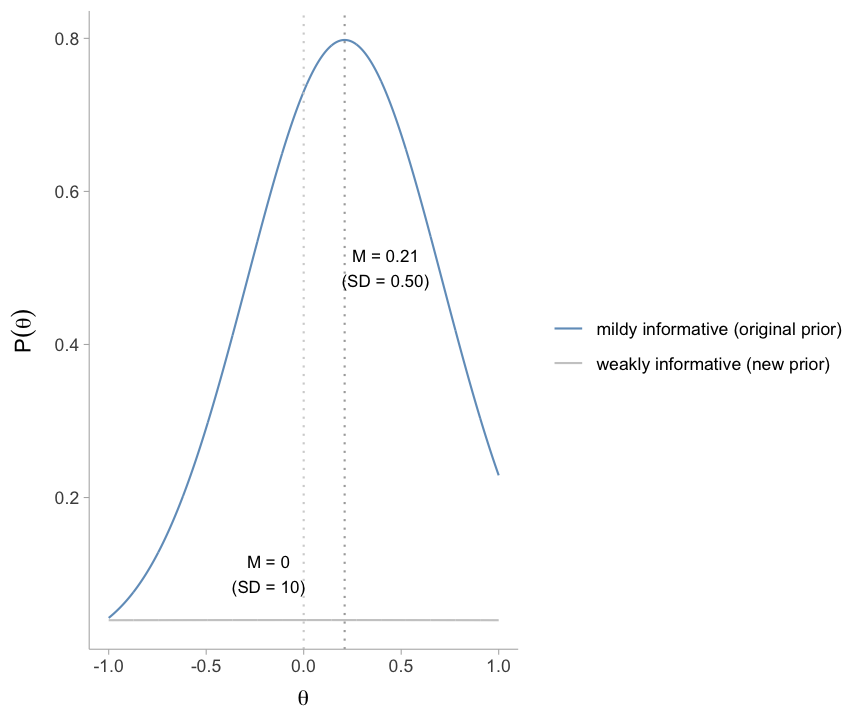 0.8
0.6
0.4
0.2
P(θ)
M = 0.21
(SD = 0.50)
M = 0
(SD = 10)
-1.0 -0.5 0.0 0.5 1.0
θ
mildy informative (original prior)
weakly informative (new prior)